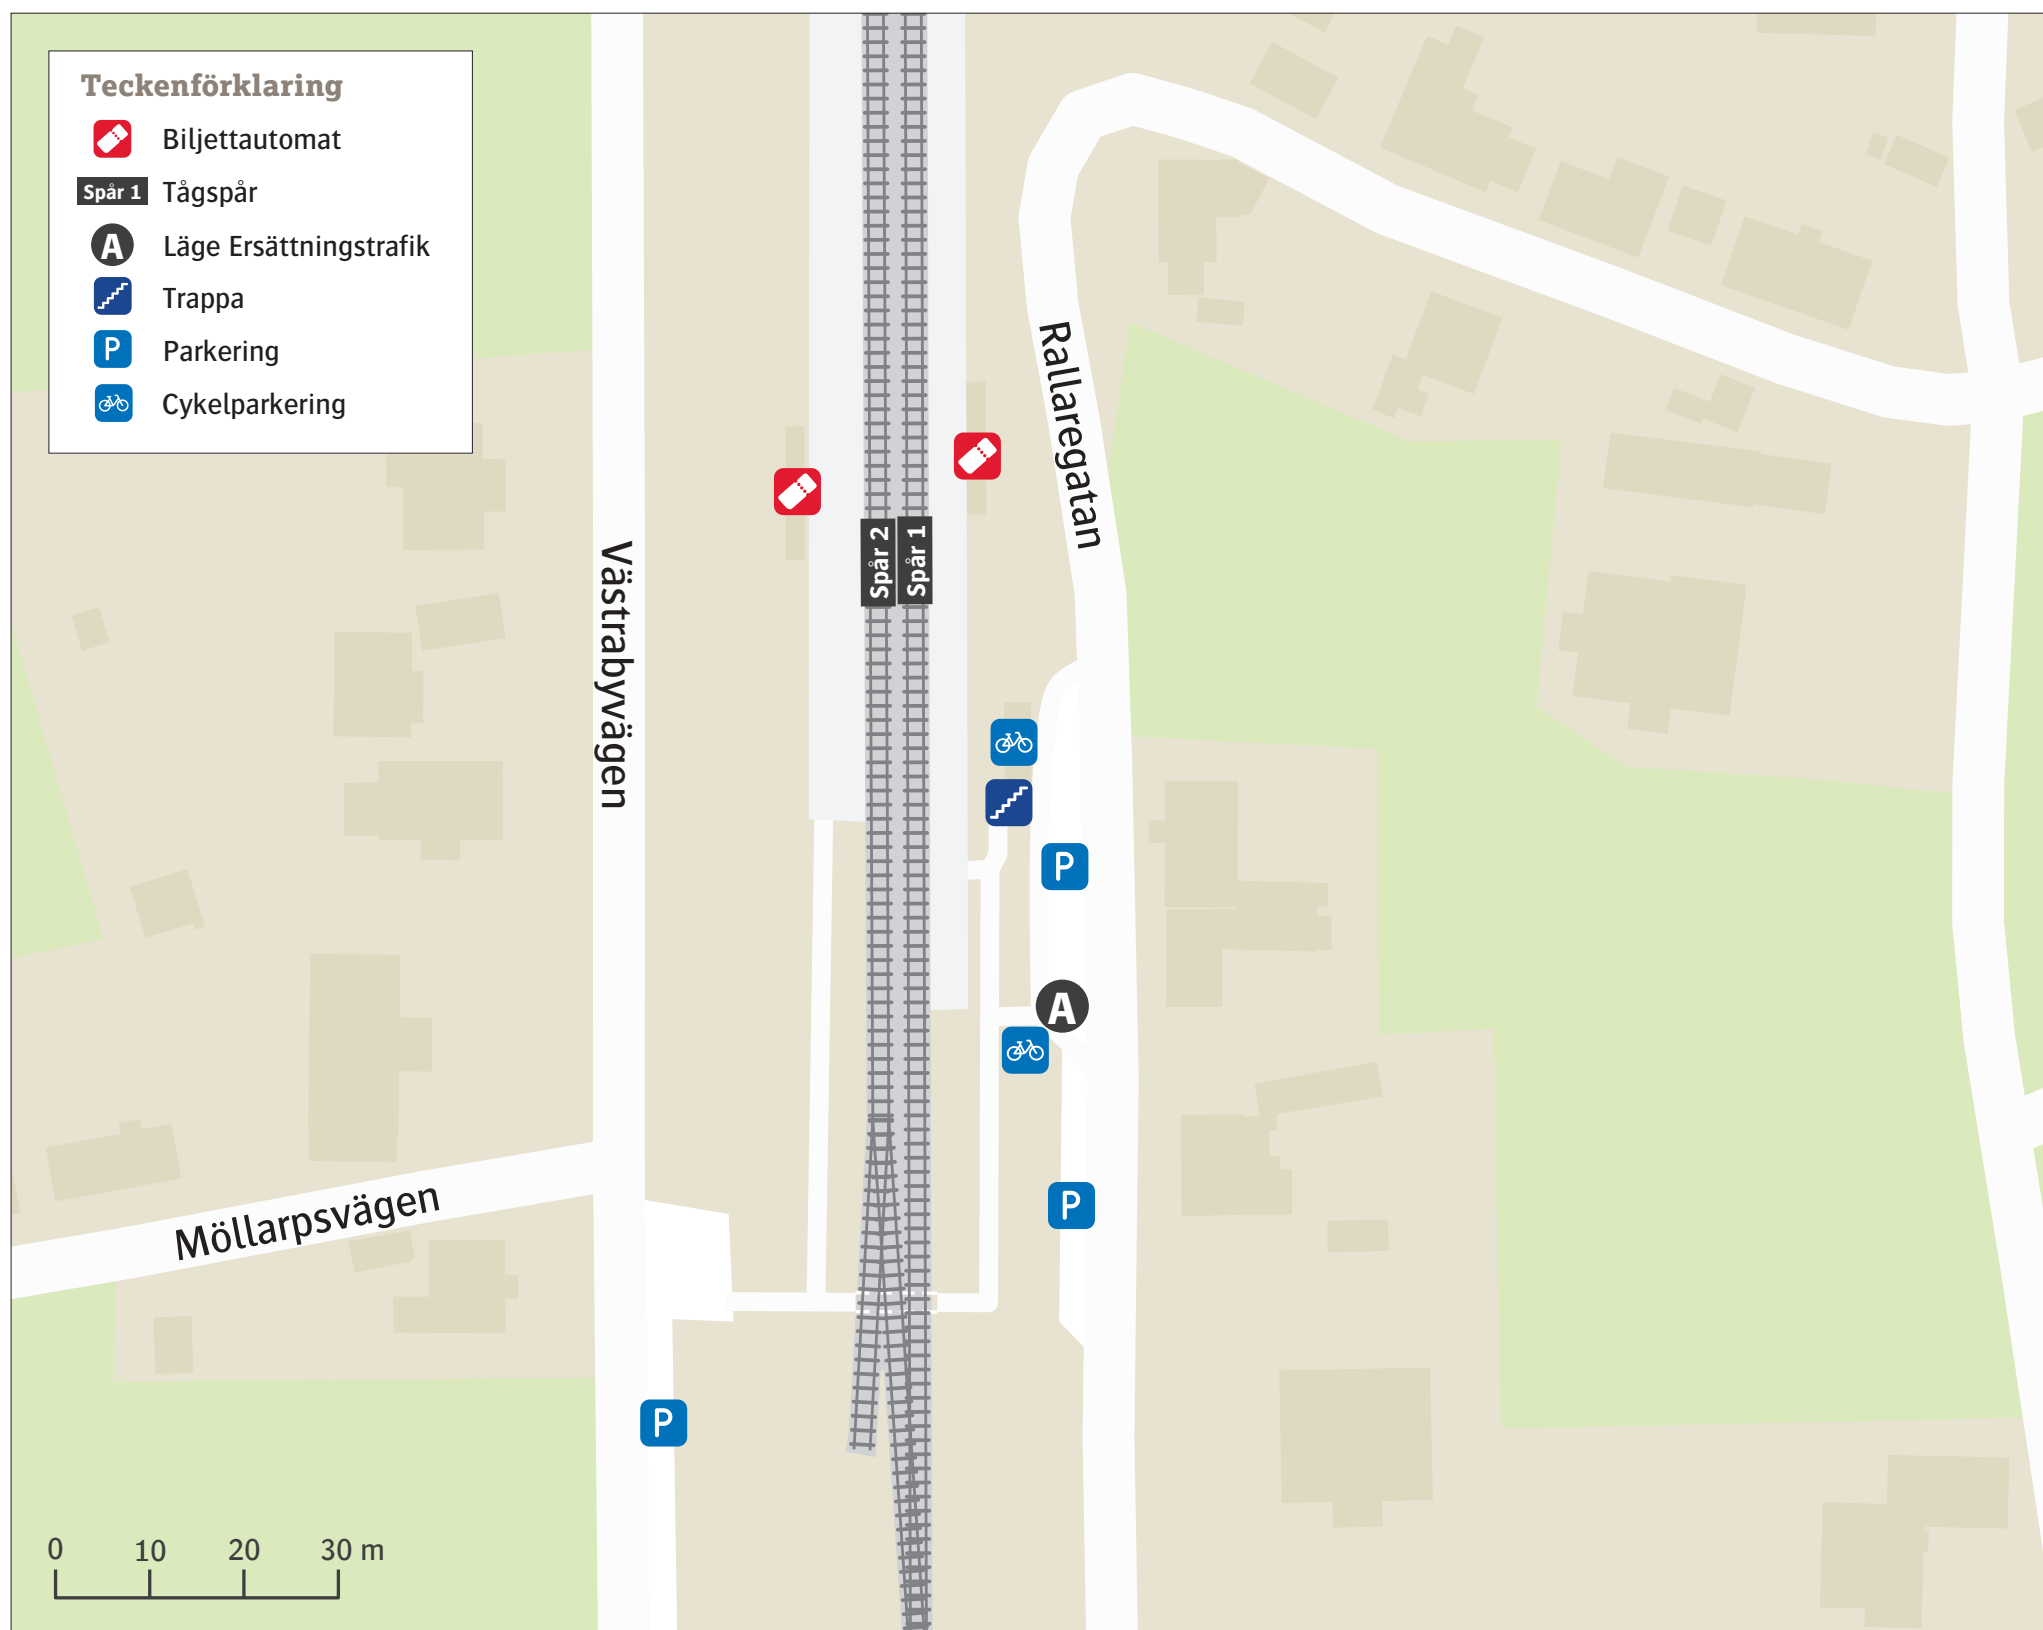 Teckenförklaring
Biljettautomat
Spår 1 Tågspår
A Läge Ersättningstrafik
Trappa
P Parkering
Cykelparkering
Rallaregatan
Spår 2
Spår 1
Västrabyvägen
P
A
Möllarpsvägen
P
P
0 10 20 30 m